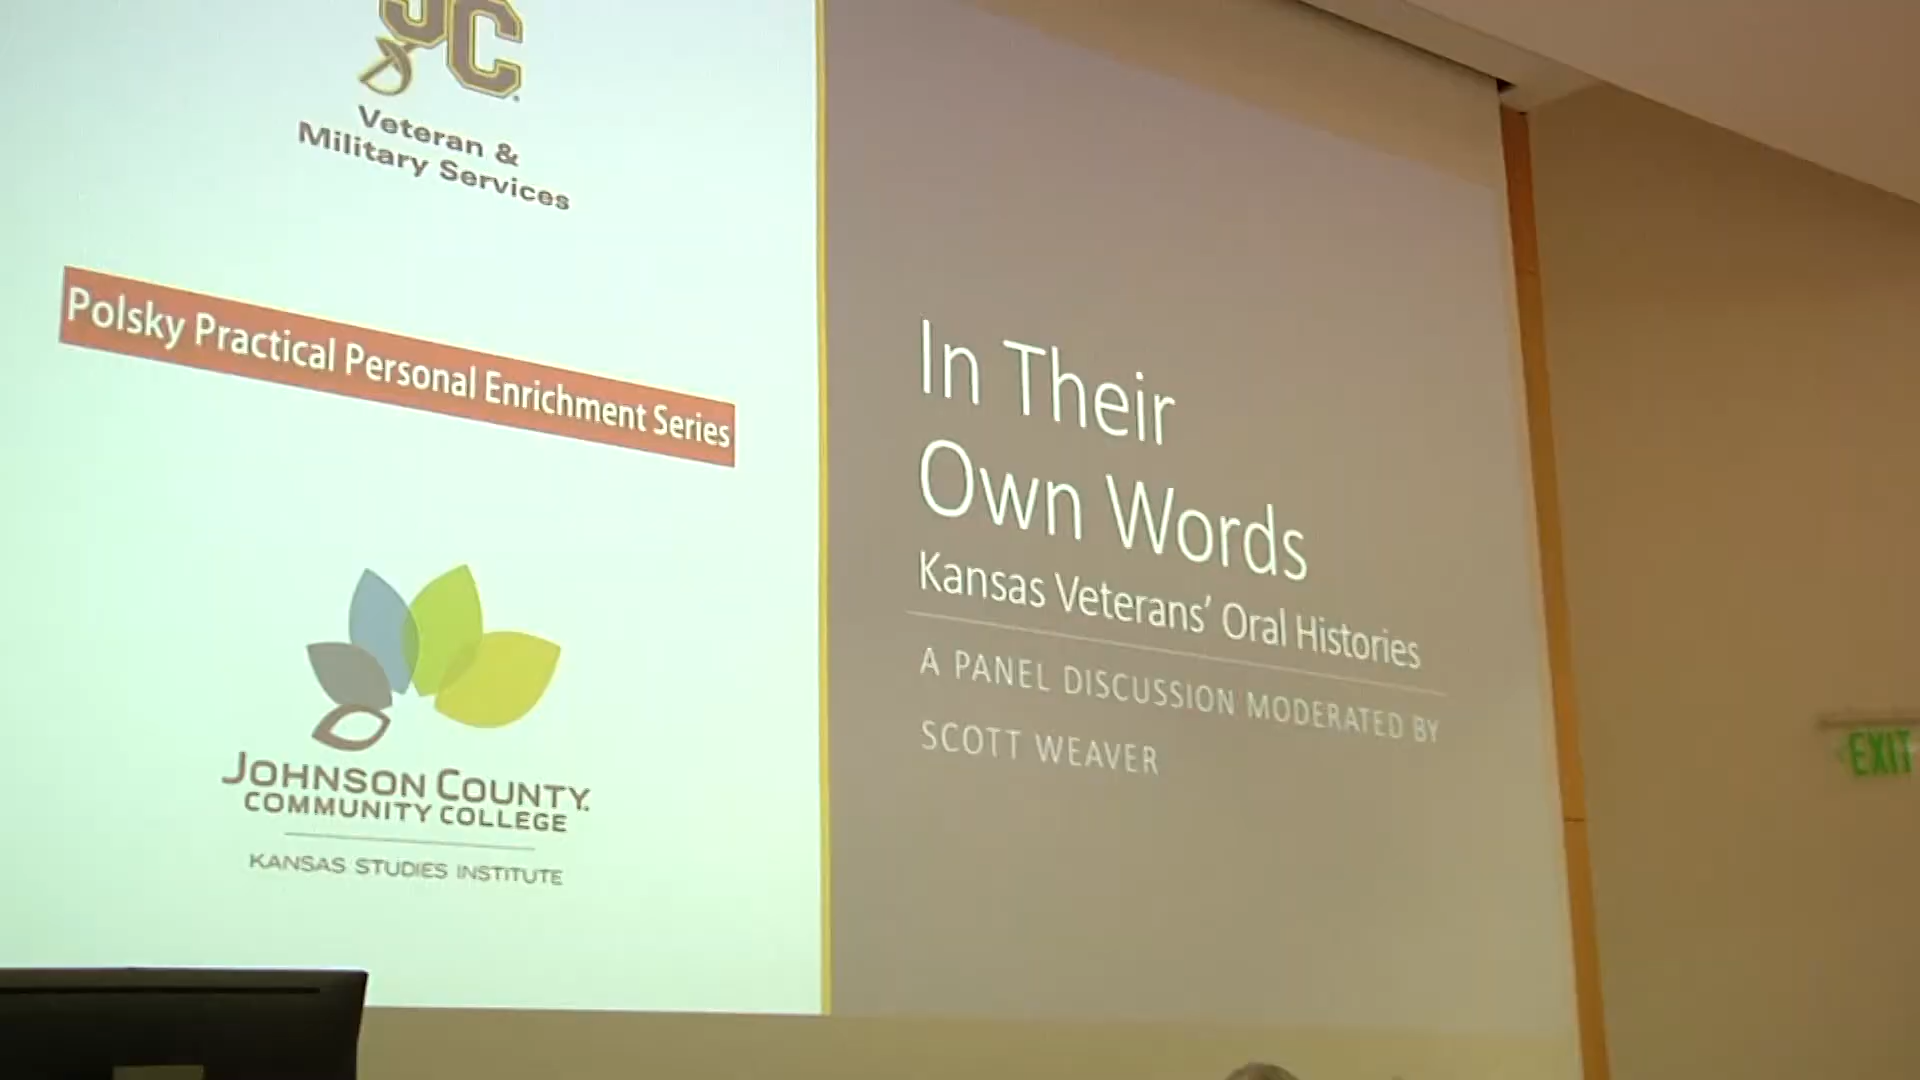 JC
Veteran &
Military Services
Polsky Practical Personal Enrichment Series
JOHNSON COUNTY
COMMUNITY COLLEGE
KANSAS STUDIES INSTITUTE
In Their
Own Words
Kansas Veterans' Oral Histories
A PANEL DISCUSSION MODERATED BY
SCOTT WEAVER
EXIT